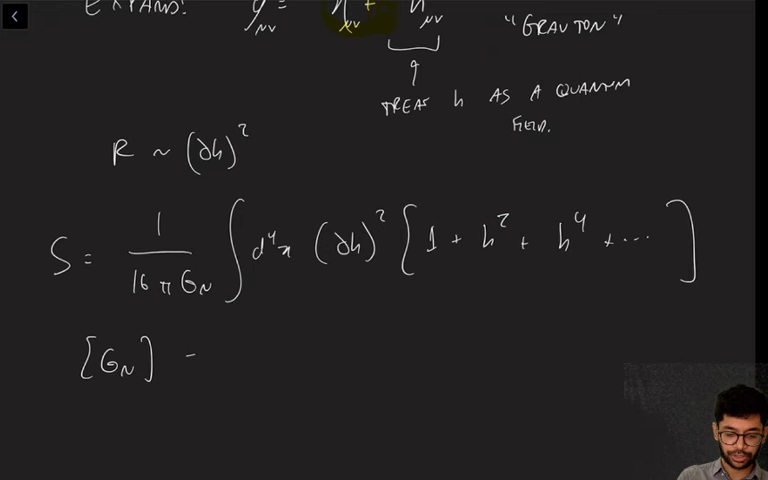 EXPAND: g_μν = η_μν + h_μν "GRAVITON"
TREAT h AS A QUANTUM
FIELD.
R ~ (∂h)²
S = 1/(16πG_N) ∫ d⁴x (∂h)² [1 + h² + h⁴ + ···]
[G_N] -